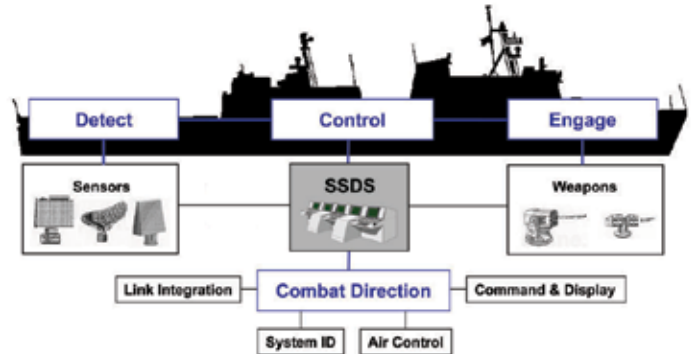 Detect
Control
Engage
Sensors
SSDS
Weapons
Link Integration
Combat Direction
Command & Display
System ID
Air Control